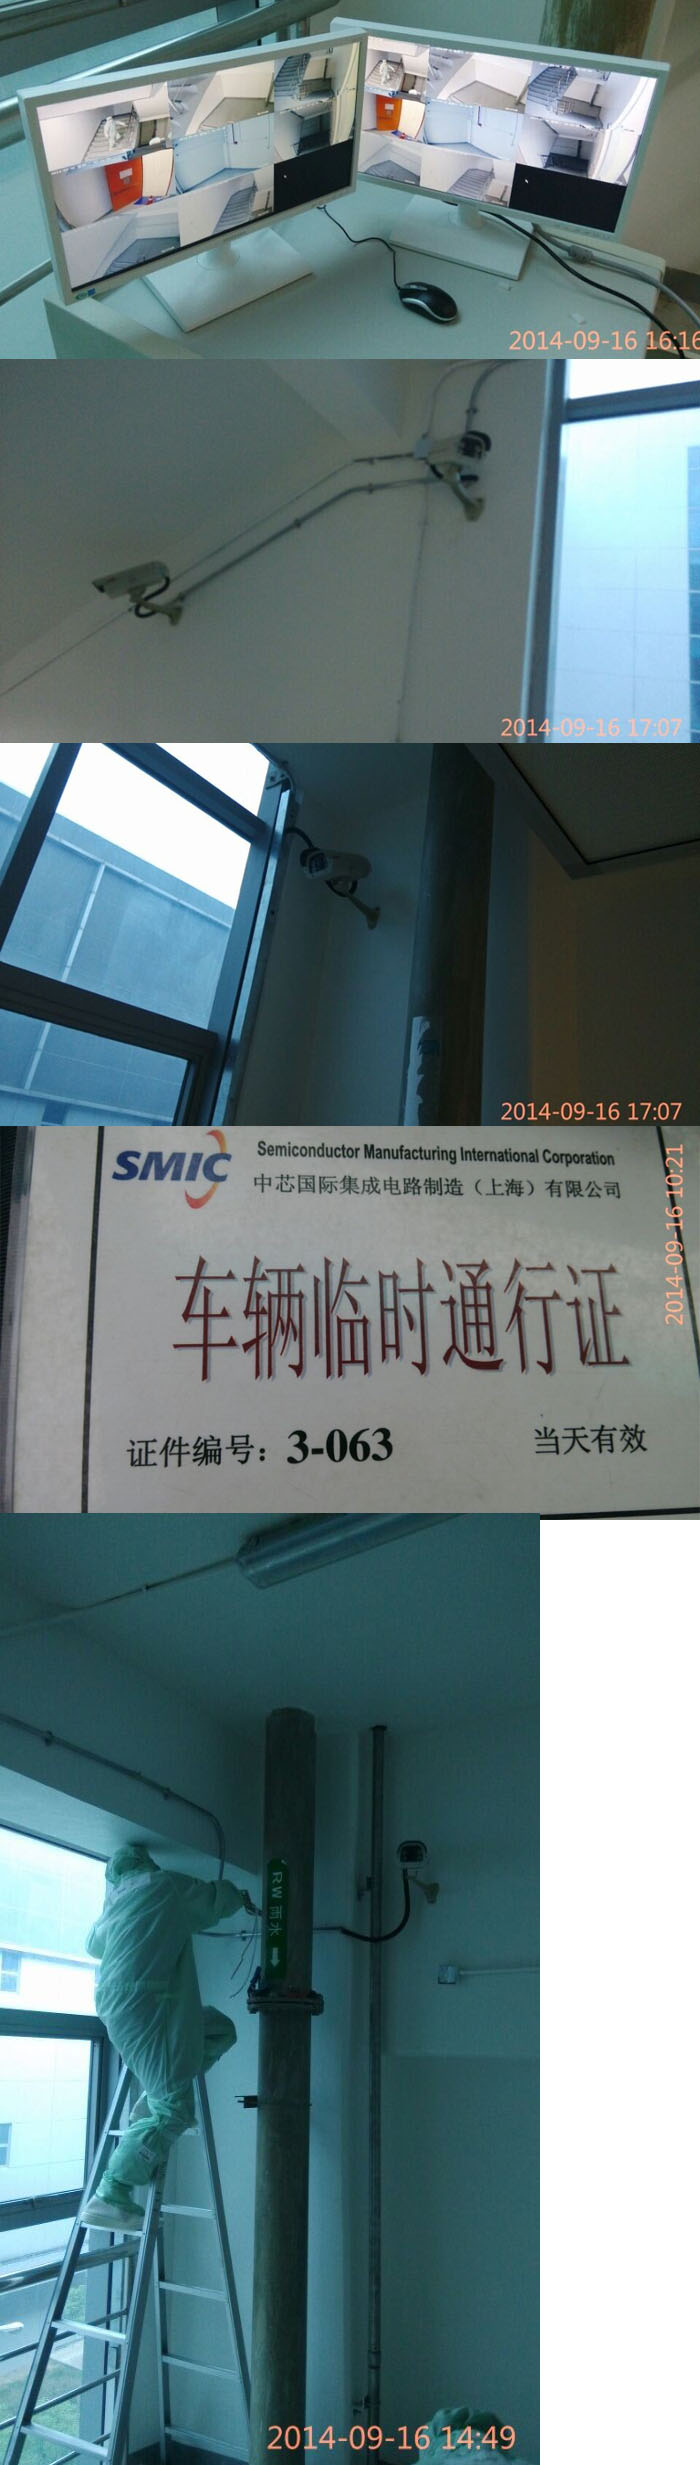 2014-09-16 16:16
2014-09-16 17:07
2014-09-16 17:07
SMIC
Semiconductor Manufacturing International Corporation
中芯国际集成电路制造（上海）有限公司
2014-09-16 10:21
车辆临时通行证
证件编号：3-063
当天有效
RW 雨水
2014-09-16 14:49